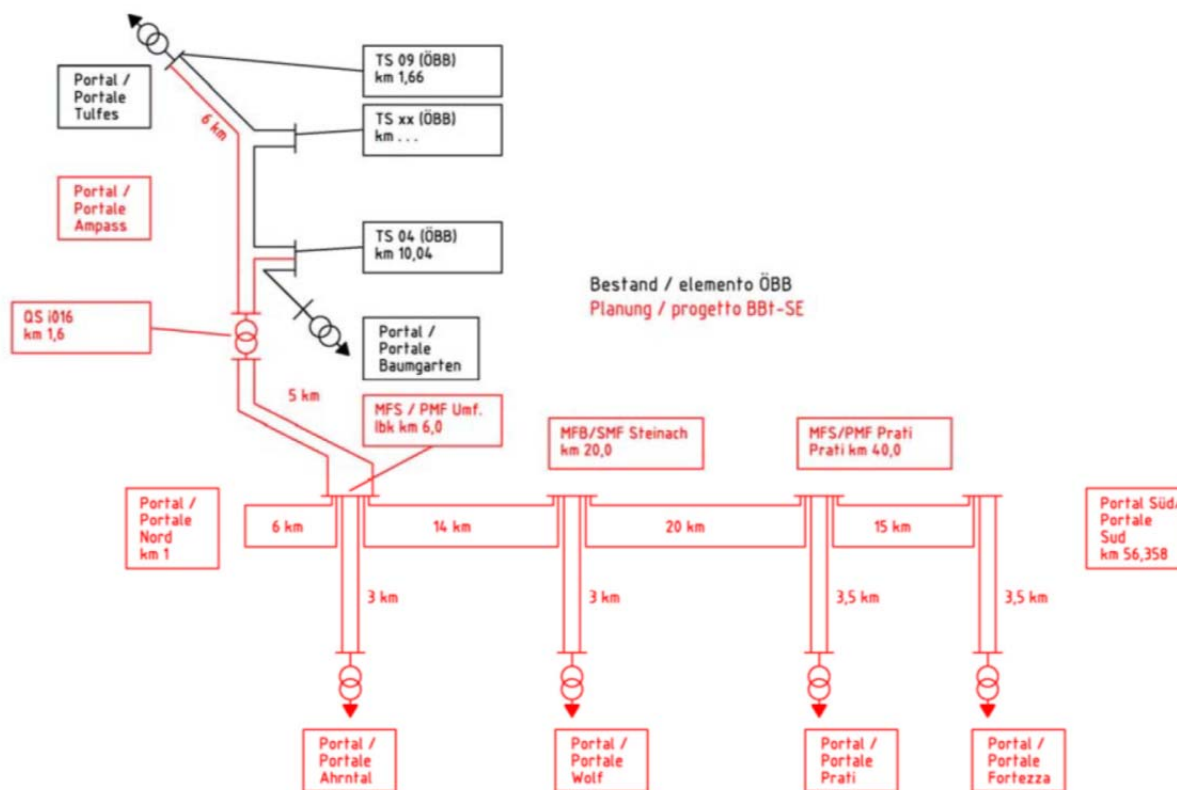 TS 09 (ÖBB)
km 1,66
Portal /
Portale
Tulfes
6 km
TS xx (ÖBB)
km ...
Portal /
Portale
Ampass
TS 04 (ÖBB)
km 10,04
Bestand / elemento ÖBB
Planung / progetto BBt-SE
QS i016
km 1,6
Portal /
Portale
Baumgarten
5 km
MFS / PMF Umf.
Ibk km 6,0
MFB/SMF Steinach
km 20,0
MFS/PMF Prati
Prati km 40,0
Portal /
Portale
Nord
km 1
6 km
14 km
20 km
15 km
Portal Süd/
Portale
Sud
km 56,358
3 km
3 km
3,5 km
3,5 km
Portal /
Portale
Ahrntal
Portal /
Portale
Wolf
Portal /
Portale
Prati
Portal /
Portale
Fortezza